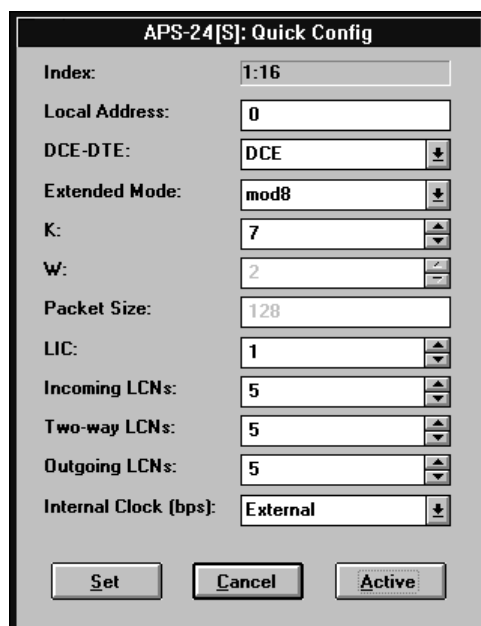 APS-24[S]: Quick Config
Index: 1:16
Local Address: 0
DCE-DTE: DCE
Extended Mode: mod8
K: 7
W: 2
Packet Size: 128
LIC: 1
Incoming LCNs: 5
Two-way LCNs: 5
Outgoing LCNs: 5
Internal Clock (bps): External
Set Cancel Active